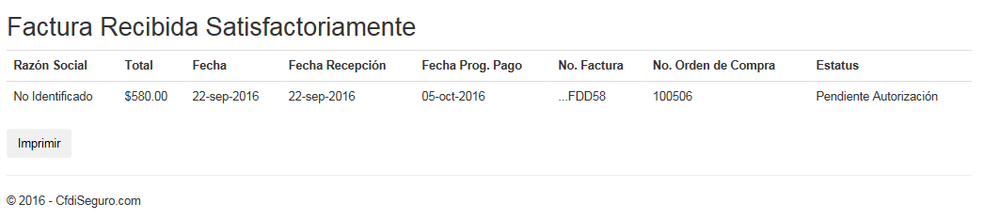 Factura Recibida Satisfactoriamente
Razón Social Total Fecha Fecha Recepción Fecha Prog. Pago No. Factura No. Orden de Compra Estatus
No Identificado $580.00 22-sep-2016 22-sep-2016 05-oct-2016 ...FDD58 100506 Pendiente Autorización
Imprimir
© 2016 - CfdiSeguro.com